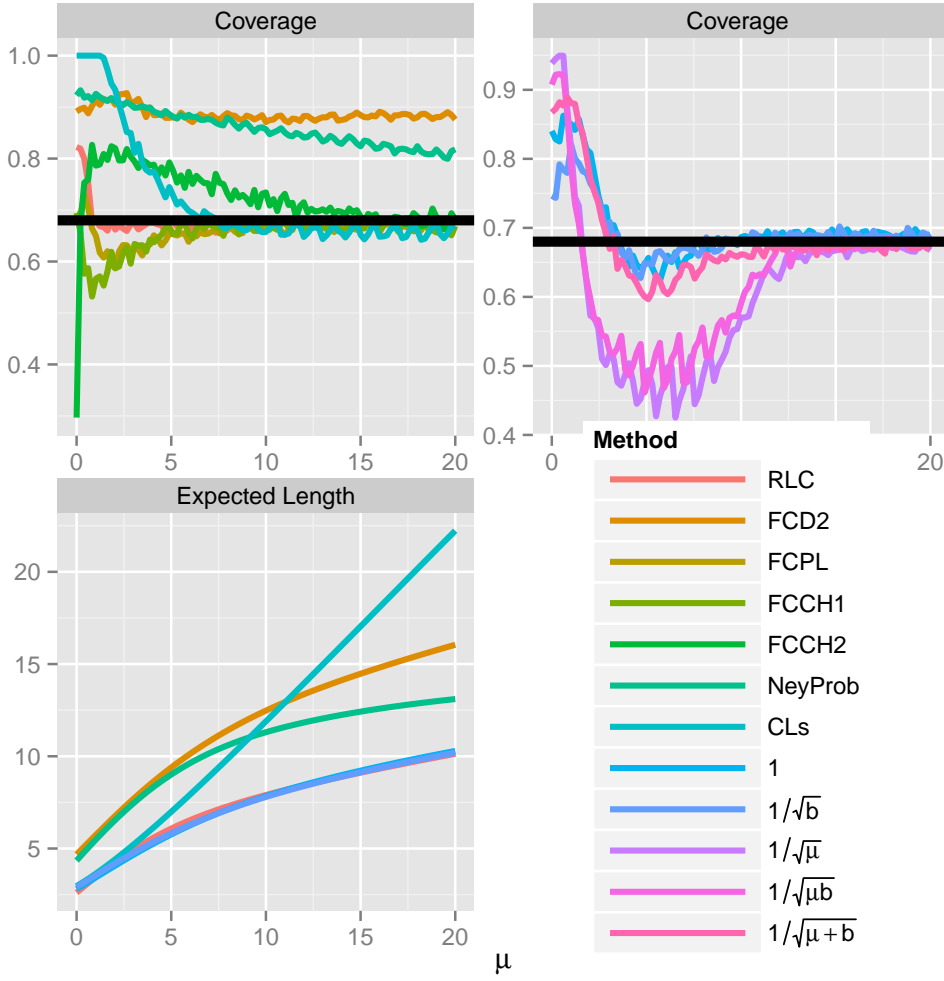 Coverage
1.0
0.8
0.6
0.4
0 5 10 15 20
Coverage
0.9
0.8
0.7
0.6
0.5
0.4
0 20
Expected Length
20
15
10
5
0 5 10 15 20
μ
Method
RLC
FCD2
FCPL
FCCH1
FCCH2
NeyProb
CLs
1
1/√b
1/√μ
1/√μb
1/√μ + b